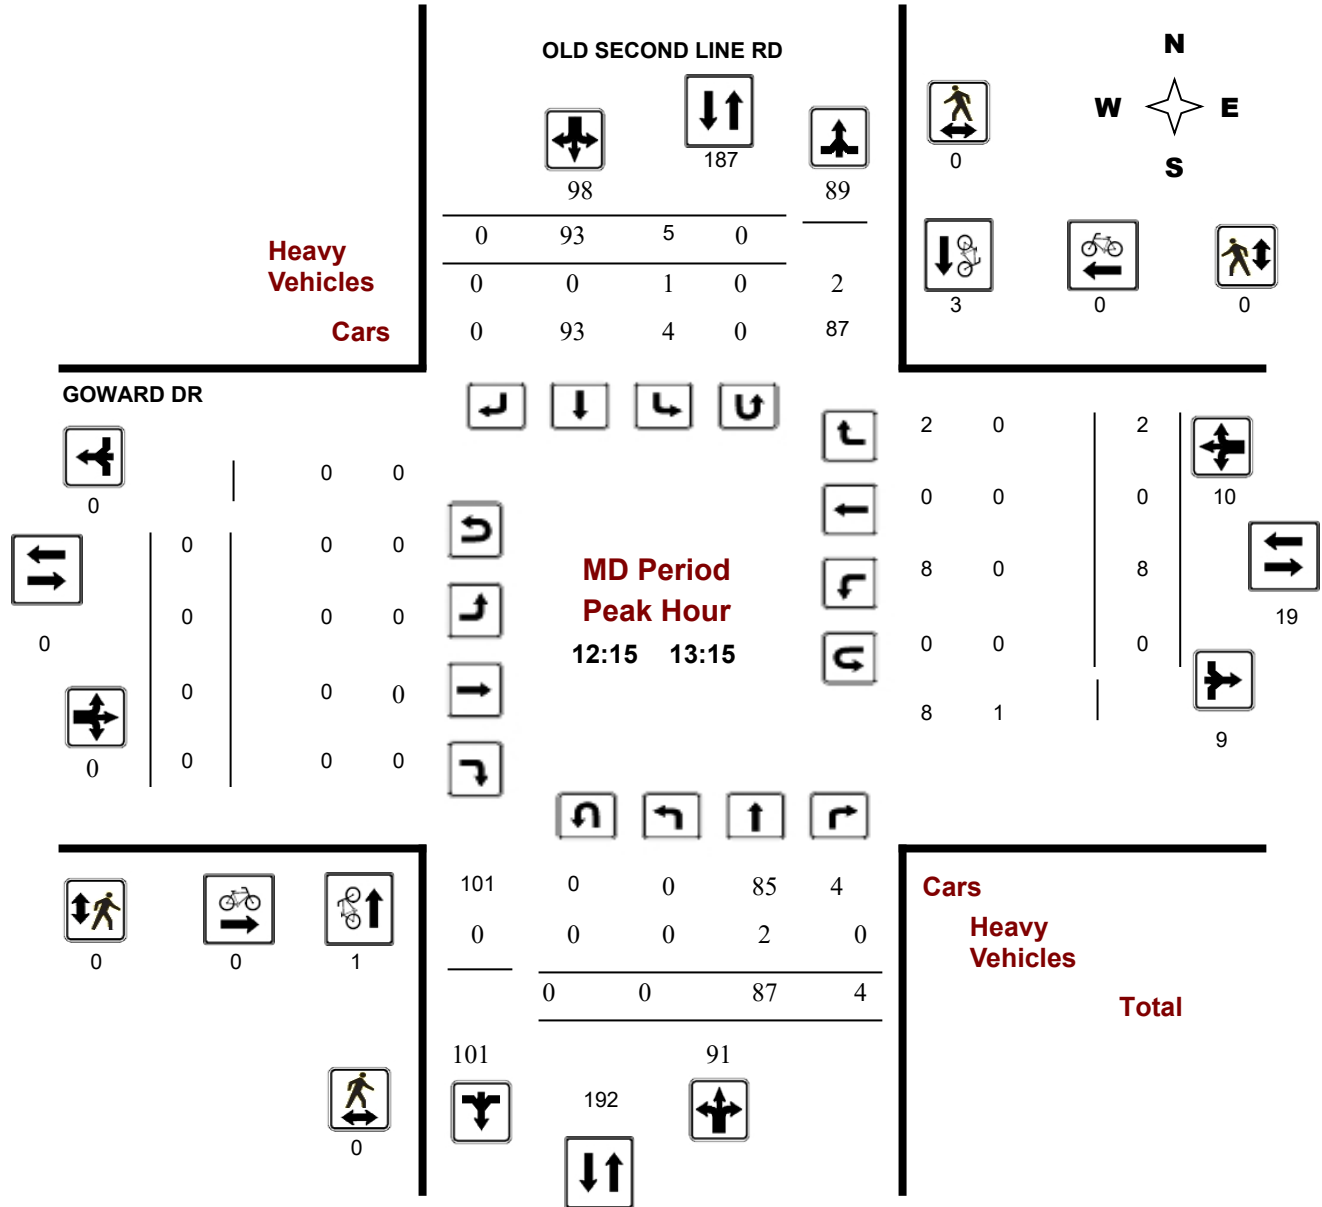 OLD SECOND LINE RD
N
W E
S
187
0
98 89
0 93 5 0
Heavy
Vehicles
0 0 1 0 2
Cars
0 93 4 0 87
3 0 0
GOWARD DR
2 0 2
0 0
0
10
0 0 0
0 0 0
MD Period
8 0 8
Peak Hour
0 0 0
19
12:15 13:15
0
0 0 0
0 0 0
8 1
9
0
0 0 0
101 0 0 85 4
Cars
0 0 0 2 0
Heavy
Vehicles
0 0 1
0 0 87 4
Total
101 91
192
0